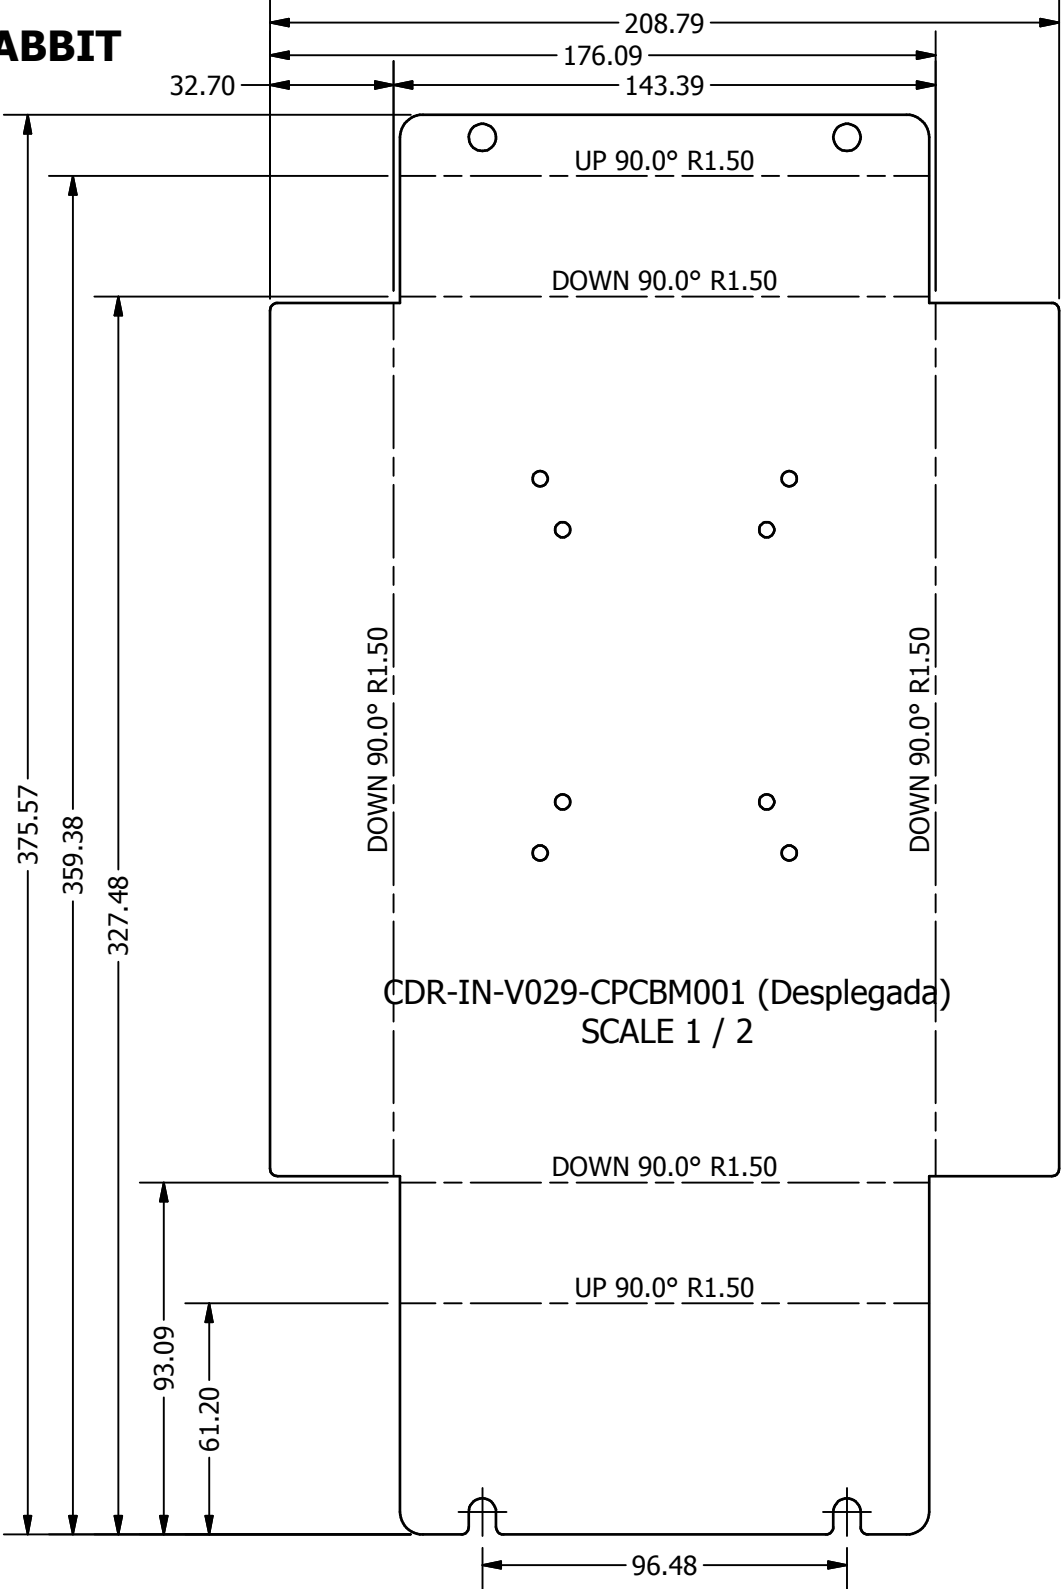 208.79
ABBIT
176.09
32.70
143.39
UP 90.0° R1.50
DOWN 90.0° R1.50
DOWN 90.0° R1.50
DOWN 90.0° R1.50
375.57
359.38
327.48
CDR-IN-V029-CPCBM001 (Desplegada)
SCALE 1 / 2
DOWN 90.0° R1.50
UP 90.0° R1.50
93.09
61.20
96.48